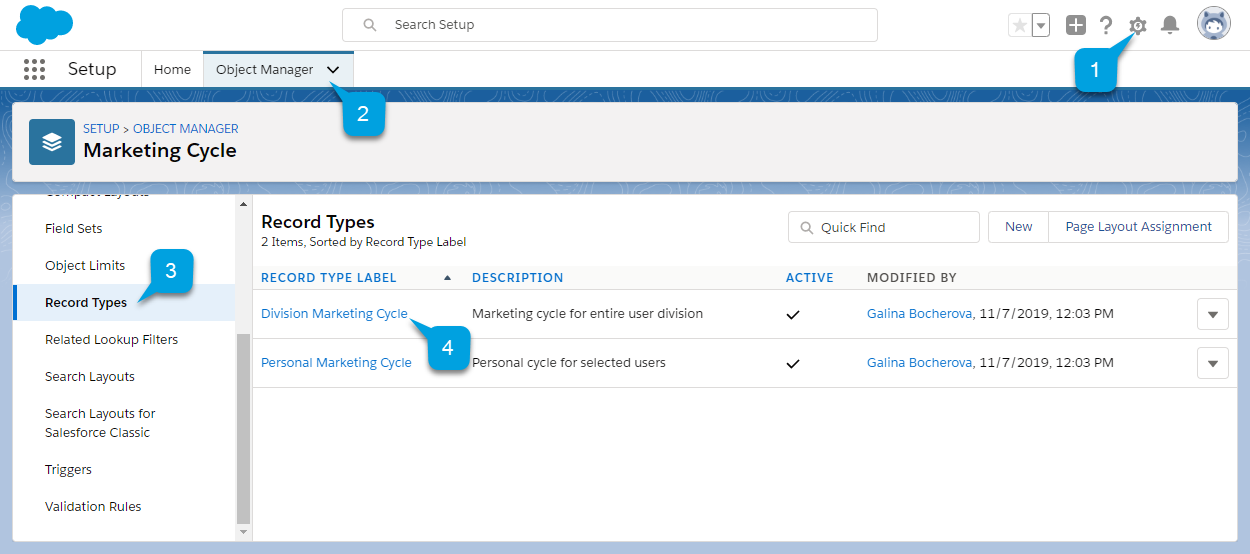 Search Setup
1
Setup
Home
Object Manager
2
SETUP > OBJECT MANAGER
Marketing Cycle
Compact Layouts
Field Sets
Object Limits
3
Record Types
Related Lookup Filters
Search Layouts
Search Layouts for
Salesforce Classic
Triggers
Validation Rules
Record Types
2 Items, Sorted by Record Type Label
Quick Find
New
Page Layout Assignment
RECORD TYPE LABEL DESCRIPTION ACTIVE MODIFIED BY
Division Marketing Cycle Marketing cycle for entire user division Galina Bocherova, 11/7/2019, 12:03 PM
4
Personal Marketing Cycle Personal cycle for selected users Galina Bocherova, 11/7/2019, 12:03 PM